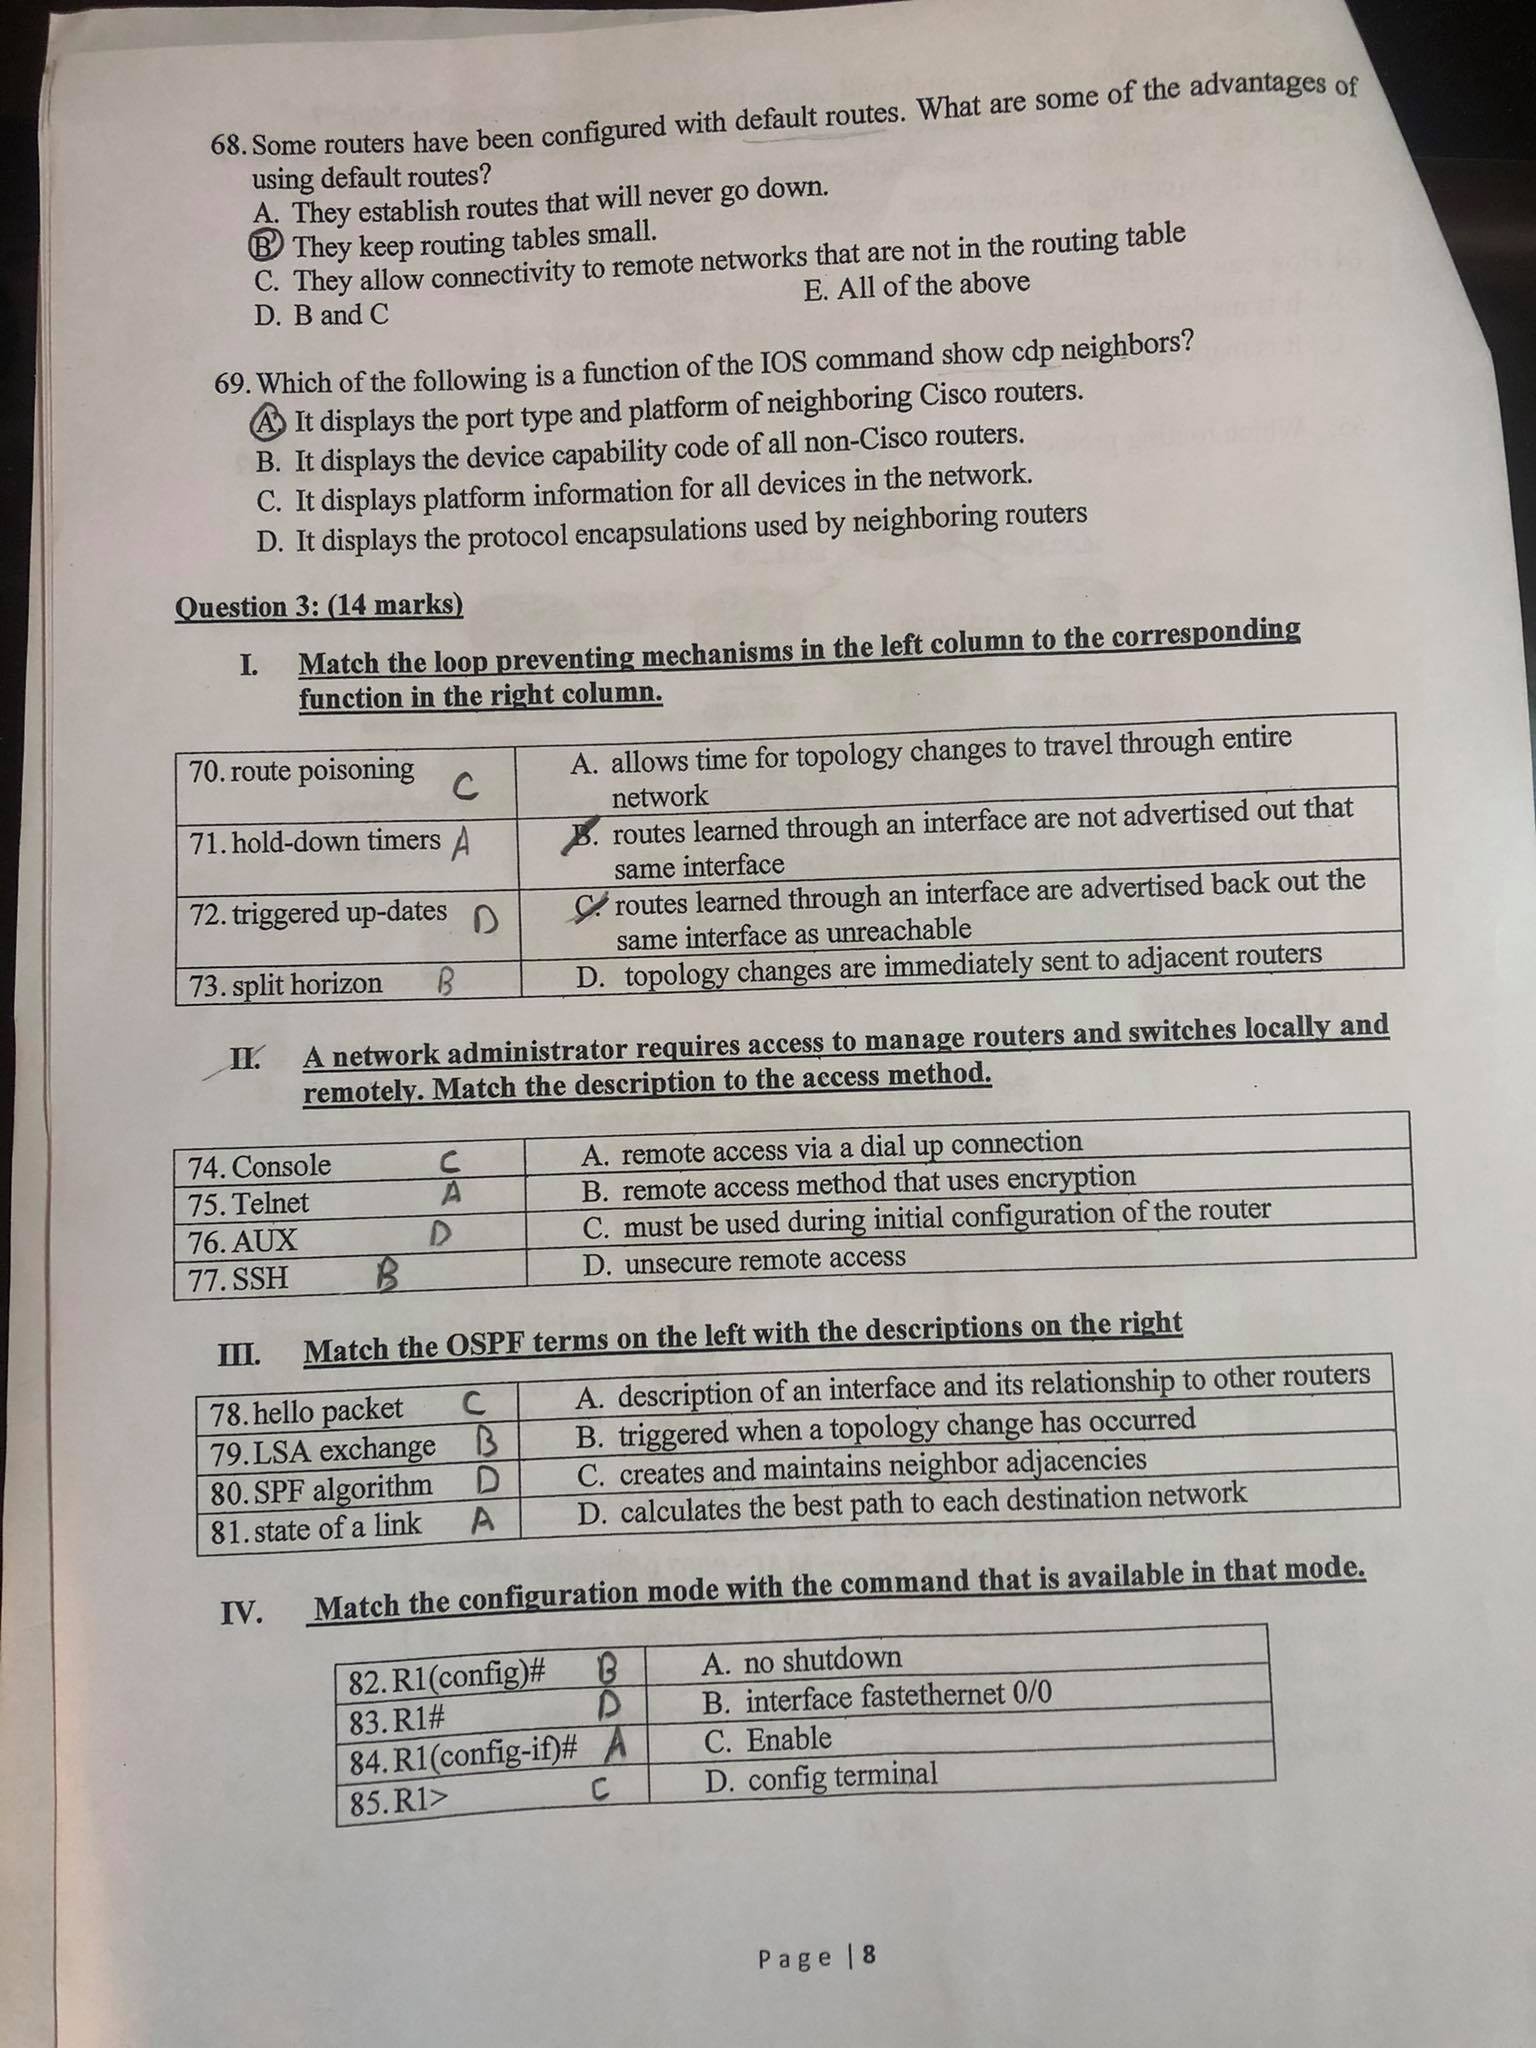 68. Some routers have been configured with default routes. What are some of the advantages of
using default routes?
A. They establish routes that will never go down.
B. They keep routing tables small.
C. They allow connectivity to remote networks that are not in the routing table
D. B and C E. All of the above
69. Which of the following is a function of the IOS command show cdp neighbors?
A. It displays the port type and platform of neighboring Cisco routers.
B. It displays the device capability code of all non-Cisco routers.
C. It displays platform information for all devices in the network.
D. It displays the protocol encapsulations used by neighboring routers
Question 3: (14 marks)
I. Match the loop preventing mechanisms in the left column to the corresponding
function in the right column.
70. route poisoning C A. allows time for topology changes to travel through entire
network
71. hold-down timers A B. routes learned through an interface are not advertised out that
same interface
72. triggered up-dates D C. routes learned through an interface are advertised back out the
same interface as unreachable
73. split horizon B D. topology changes are immediately sent to adjacent routers
II. A network administrator requires access to manage routers and switches locally and
remotely. Match the description to the access method.
74. Console C A. remote access via a dial up connection
75. Telnet A B. remote access method that uses encryption
76. AUX D C. must be used during initial configuration of the router
77. SSH B D. unsecure remote access
III. Match the OSPF terms on the left with the descriptions on the right
78. hello packet C A. description of an interface and its relationship to other routers
79. LSA exchange B B. triggered when a topology change has occurred
80. SPF algorithm D C. creates and maintains neighbor adjacencies
81. state of a link A D. calculates the best path to each destination network
IV. Match the configuration mode with the command that is available in that mode.
82. R1(config)# B A. no shutdown
83. R1# D B. interface fastethernet 0/0
84. R1(config-if)# A C. Enable
85. R1> C D. config terminal
Page | 8